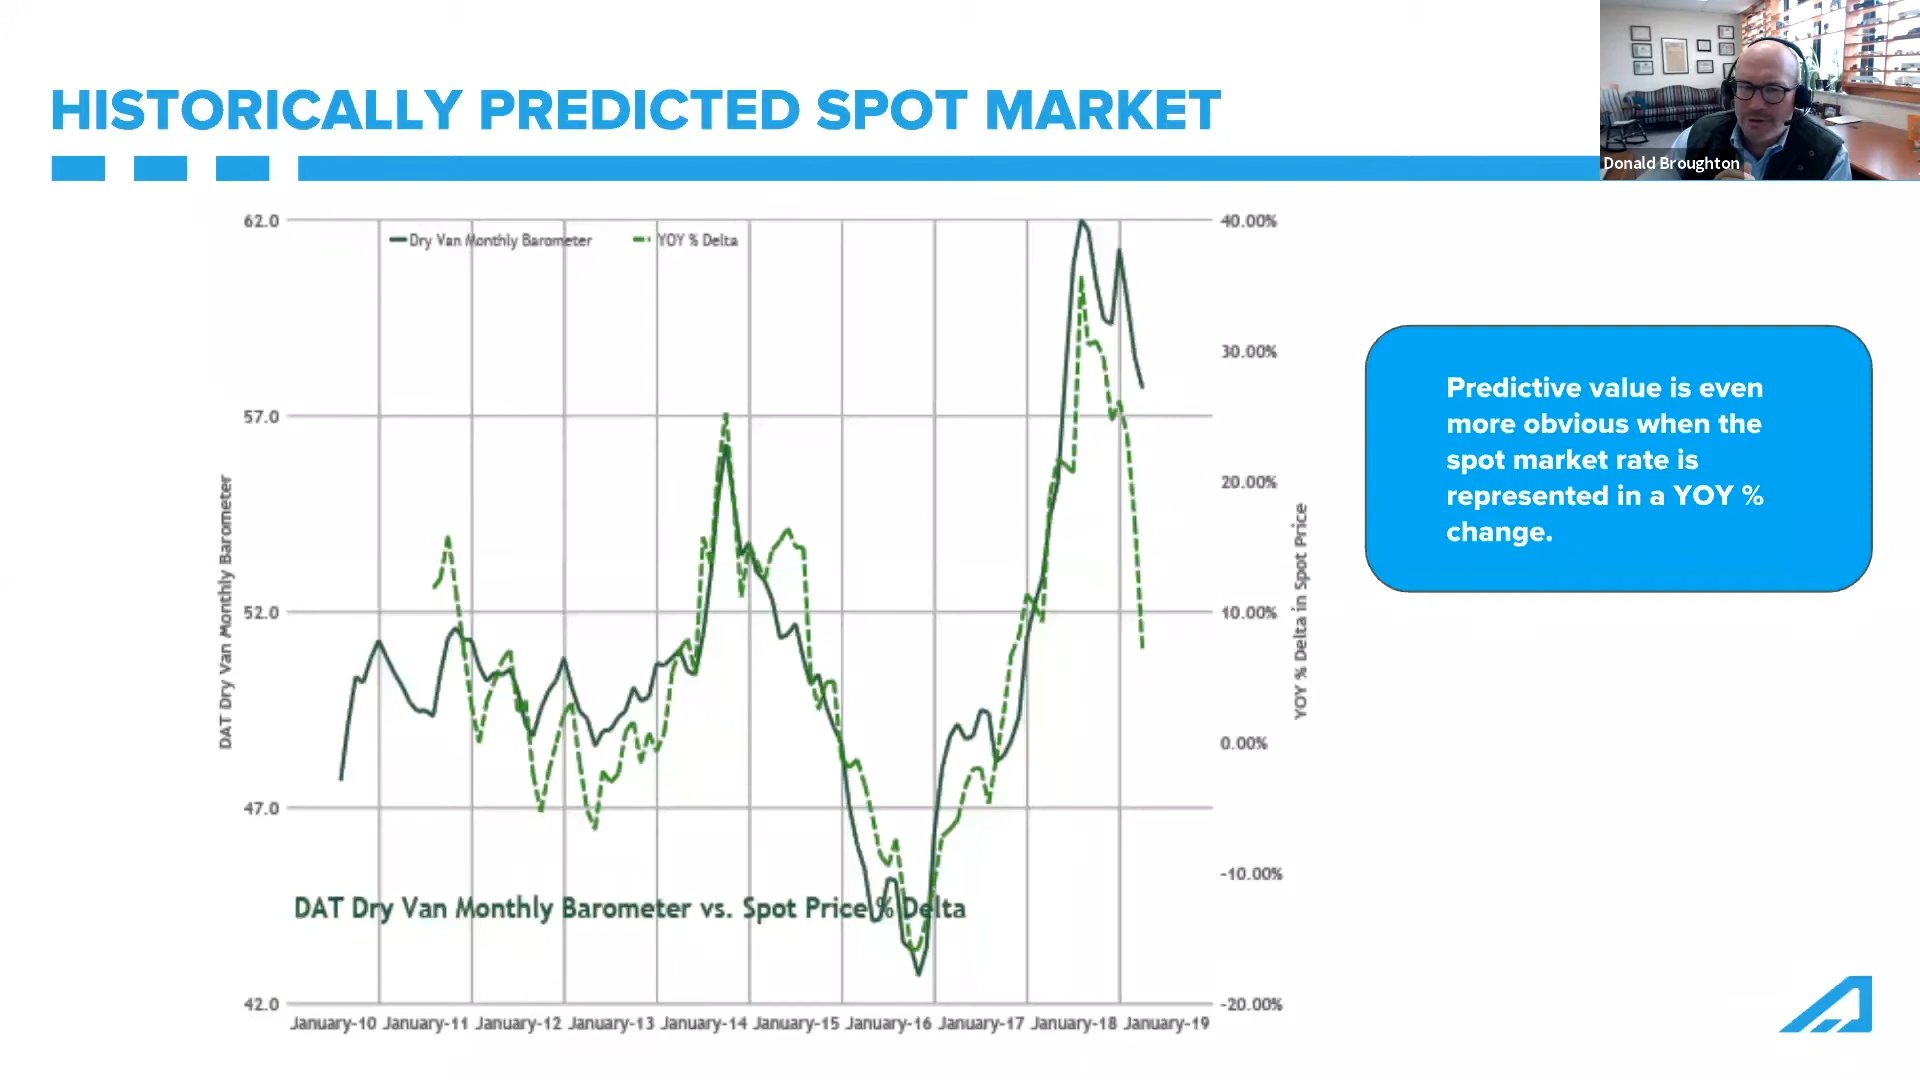 HISTORICALLY PREDICTED SPOT MARKET
Donald Broughton
Dry Van Monthly Barometer
YOY % Delta
62.0
57.0
52.0
47.0
42.0
DAT Dry Van Monthly Barometer
40.00%
30.00%
20.00%
10.00%
0.00%
-10.00%
-20.00%
YOY % Delta in Spot Price
DAT Dry Van Monthly Barometer vs. Spot Price % Delta
January-10 January-11 January-12 January-13 January-14 January-15 January-16 January-17 January-18 January-19
Predictive value is even
more obvious when the
spot market rate is
represented in a YOY %
change.